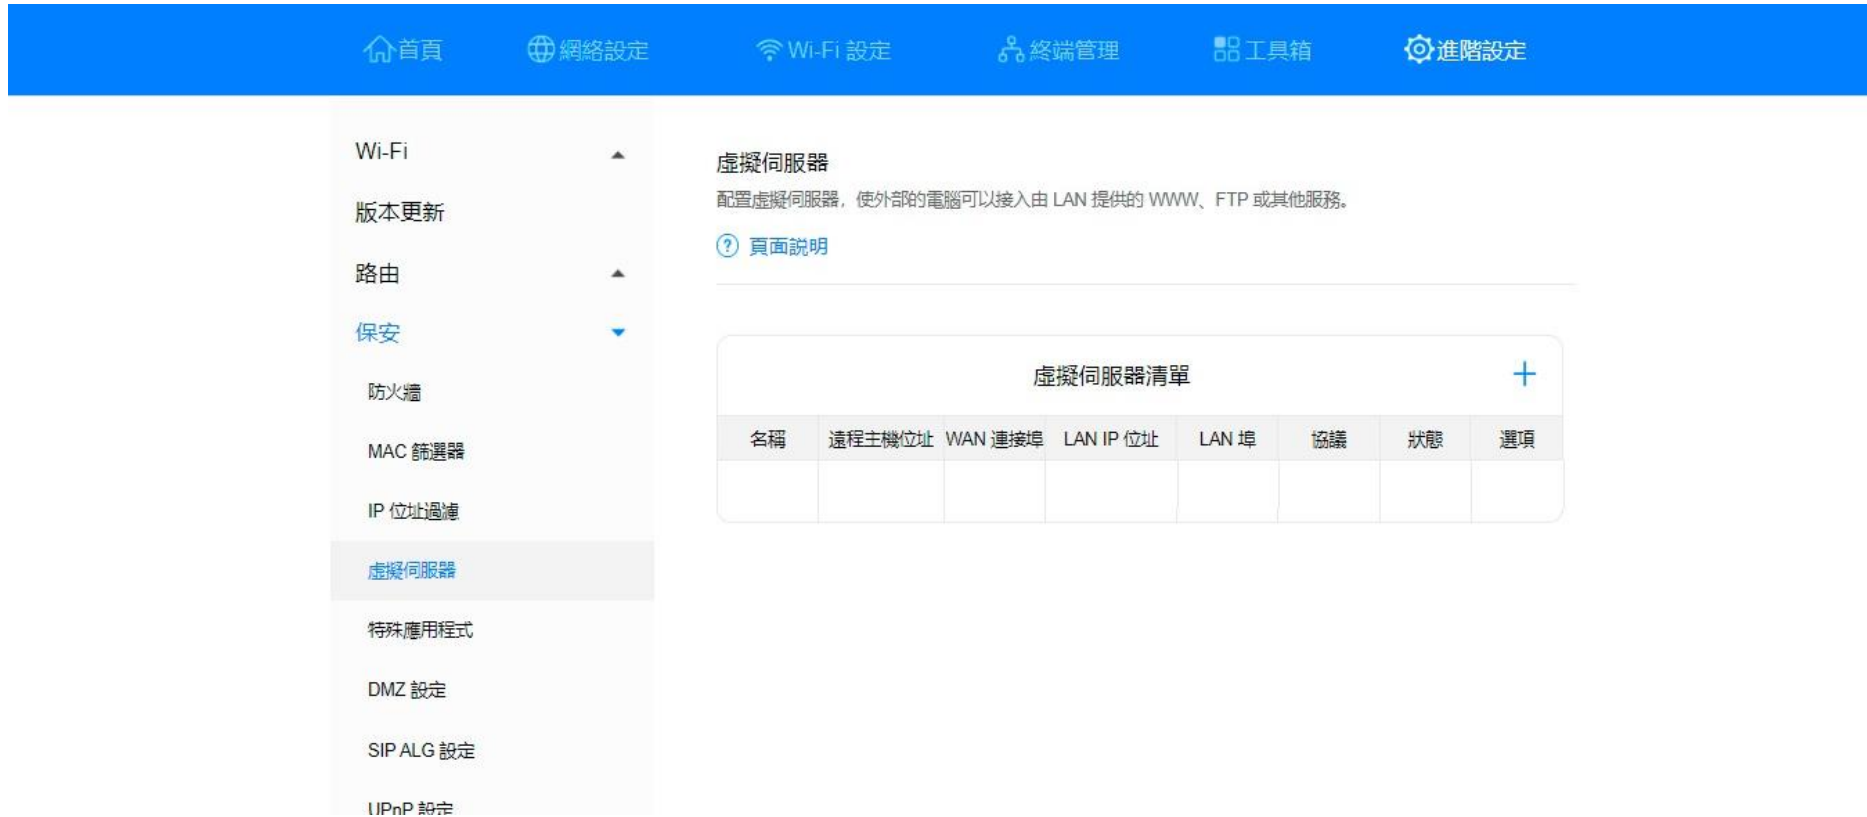 首頁 網絡設定 Wi-Fi 設定 終端管理 工具箱 進階設定
Wi-Fi
版本更新
路由
保安
防火牆
MAC 篩選器
IP 位址過濾
虛擬伺服器
特殊應用程式
DMZ 設定
SIP ALG 設定
UPnP 設定
虛擬伺服器
配置虛擬伺服器，使外部的電腦可以接入由 LAN 提供的 WWW、FTP 或其他服務。
? 頁面説明
虛擬伺服器清單 +
名稱 遠程主機位址 WAN 連接埠 LAN IP 位址 LAN 埠 協議 狀態 選項